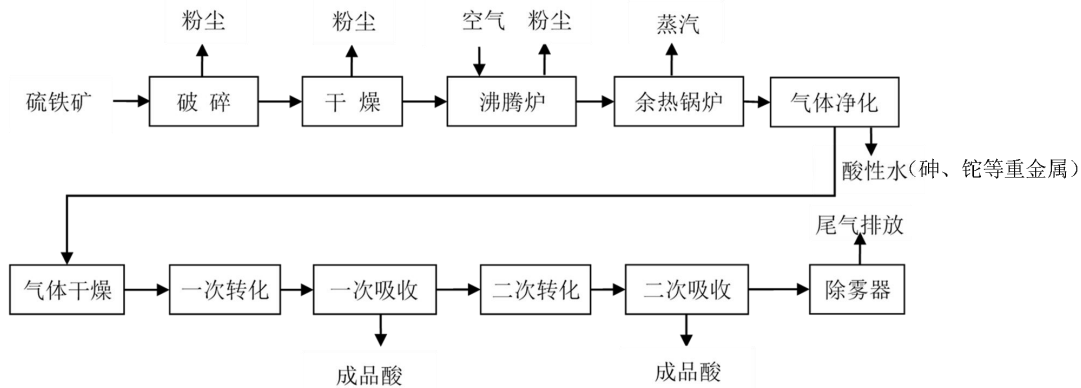 粉尘
粉尘
空气
粉尘
蒸汽
硫铁矿
破 碎
干 燥
沸腾炉
余热锅炉
气体净化
酸性水(砷、铊等重金属)
尾气排放
气体干燥
一次转化
一次吸收
二次转化
二次吸收
除雾器
成品酸
成品酸